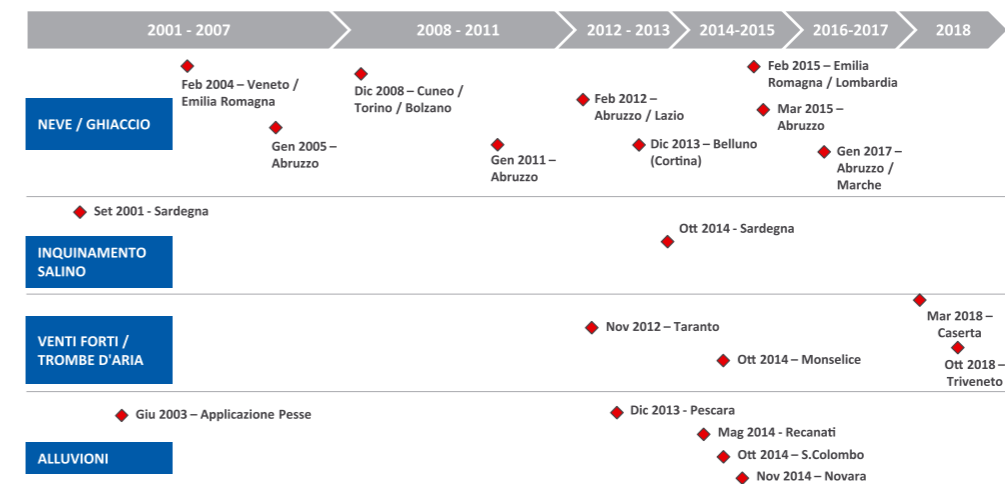 2001 - 2007
2008 - 2011
2012 - 2013
2014-2015
2016-2017
2018
NEVE / GHIACCIO
Feb 2004 – Veneto /
Emilia Romagna
Gen 2005 –
Abruzzo
Dic 2008 – Cuneo /
Torino / Bolzano
Gen 2011 –
Abruzzo
Feb 2012 –
Abruzzo / Lazio
Dic 2013 – Belluno
(Cortina)
Feb 2015 – Emilia
Romagna / Lombardia
Mar 2015 –
Abruzzo
Gen 2017 –
Abruzzo /
Marche
INQUINAMENTO
SALINO
Set 2001 - Sardegna
Ott 2014 - Sardegna
VENTI FORTI /
TROMBE D'ARIA
Nov 2012 – Taranto
Ott 2014 – Monselice
Mar 2018 –
Caserta
Ott 2018 –
Triveneto
ALLUVIONI
Giu 2003 – Applicazione Pesse
Dic 2013 - Pescara
Mag 2014 - Recanati
Ott 2014 – S.Colombo
Nov 2014 – Novara